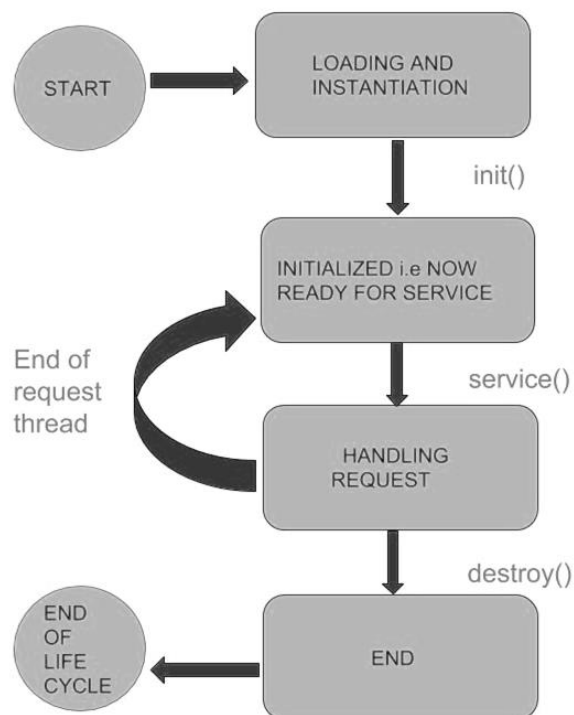 START
LOADING AND
INSTANTIATION
init()
INITIALIZED i.e NOW
READY FOR SERVICE
End of
request
thread
service()
HANDLING
REQUEST
destroy()
END
OF
LIFE
CYCLE
END